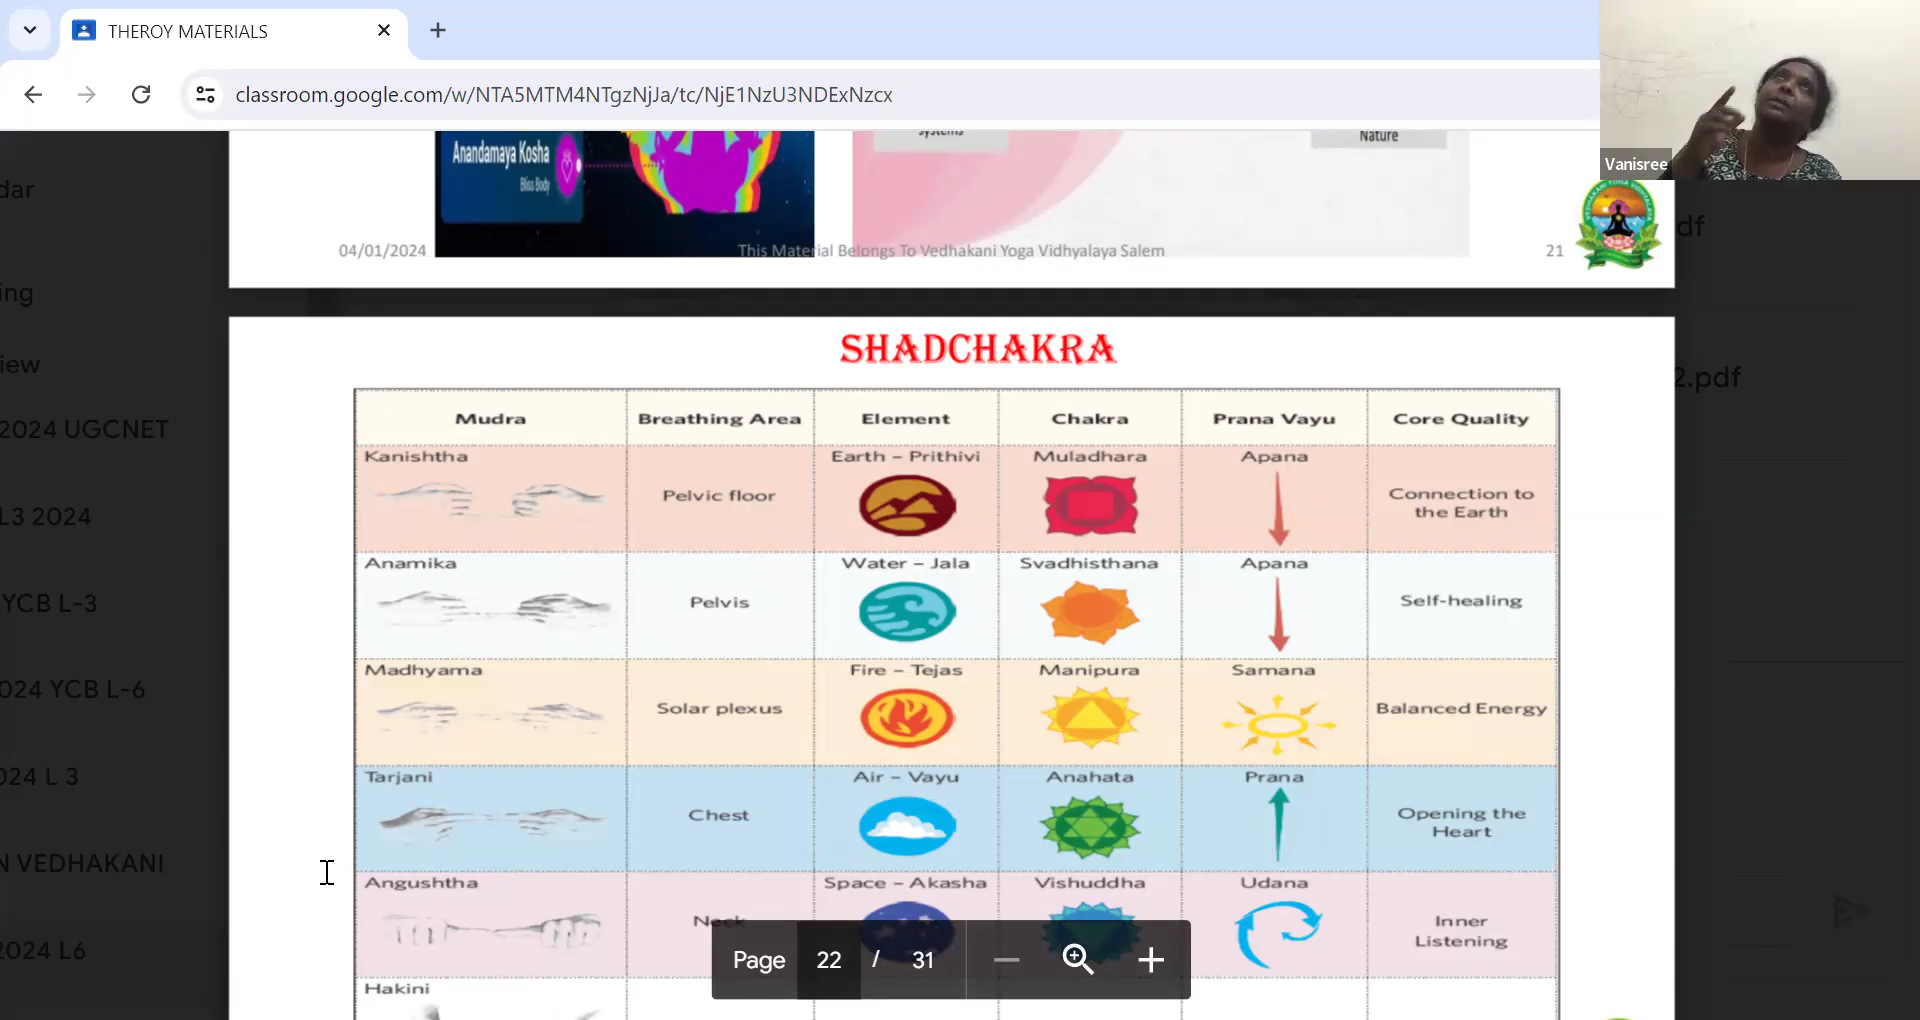 THEROY MATERIALS
classroom.google.com/w/NTA5MTM4NTgzNjJa/tc/NjE1NzU3NDExNzcx
Vanisree
Anandamaya Kosha
Bliss Body
systems
Nature
04/01/2024
This Material Belongs To Vedhakani Yoga Vidhyalaya Salem
21
dar
ing
iew
2024 UGCNET
L3 2024
YCB L-3
024 YCB L-6
024 L 3
N VEDHAKANI
2024 L6
df
2.pdf
SHADCHAKRA
Mudra Breathing Area Element Chakra Prana Vayu Core Quality
Kanishtha Pelvic floor Earth – Prithivi Muladhara Apana Connection to
the Earth
Anamika Pelvis Water – Jala Svadhisthana Apana Self-healing
Madhyama Solar plexus Fire – Tejas Manipura Samana Balanced Energy
Tarjani Chest Air – Vayu Anahata Prana Opening the
Heart
Angushtha Neck Space – Akasha Vishuddha Udana Inner
Listening
Hakini
Page 22 / 31